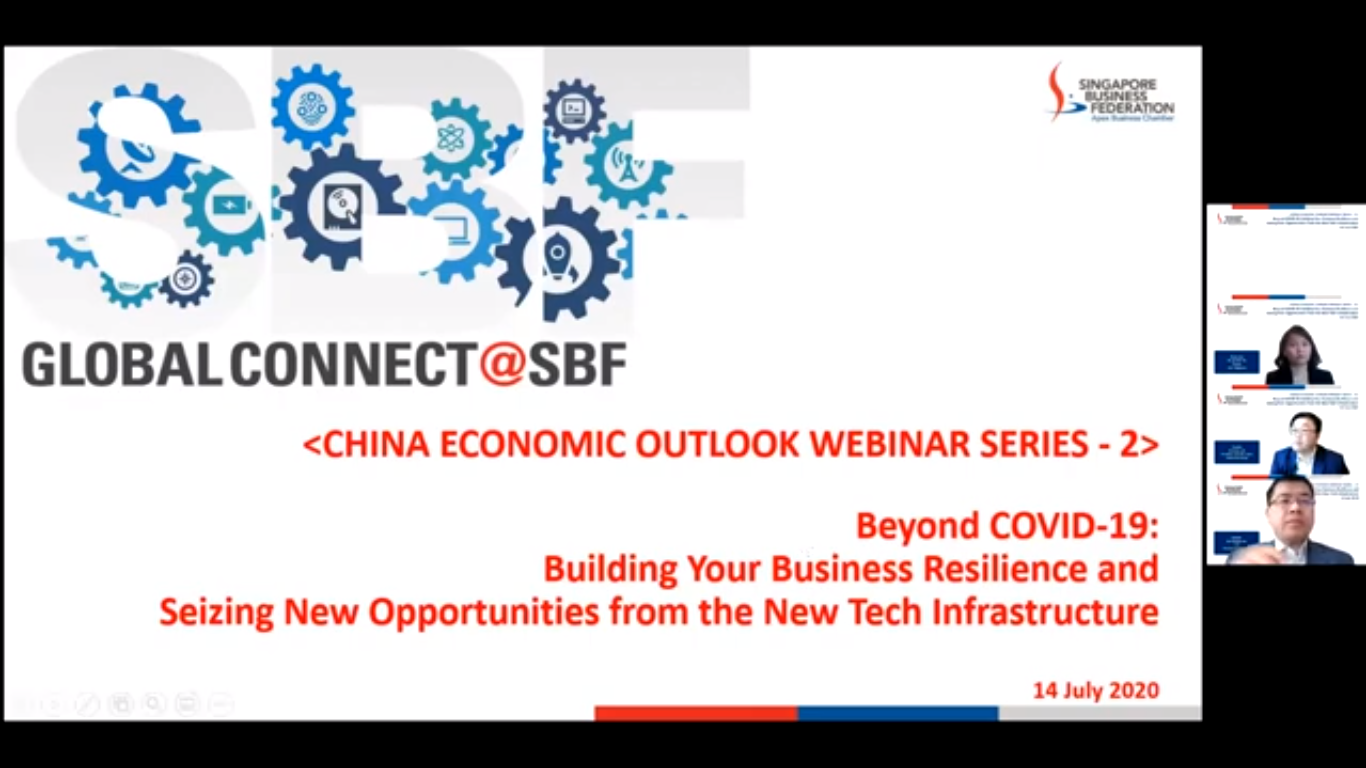 SBF
SINGAPORE
BUSINESS
FEDERATION
Apex Business Chamber
GLOBAL CONNECT@SBF
<CHINA ECONOMIC OUTLOOK WEBINAR SERIES - 2>
Beyond COVID-19:
Building Your Business Resilience and
Seizing New Opportunities from the New Tech Infrastructure
14 July 2020